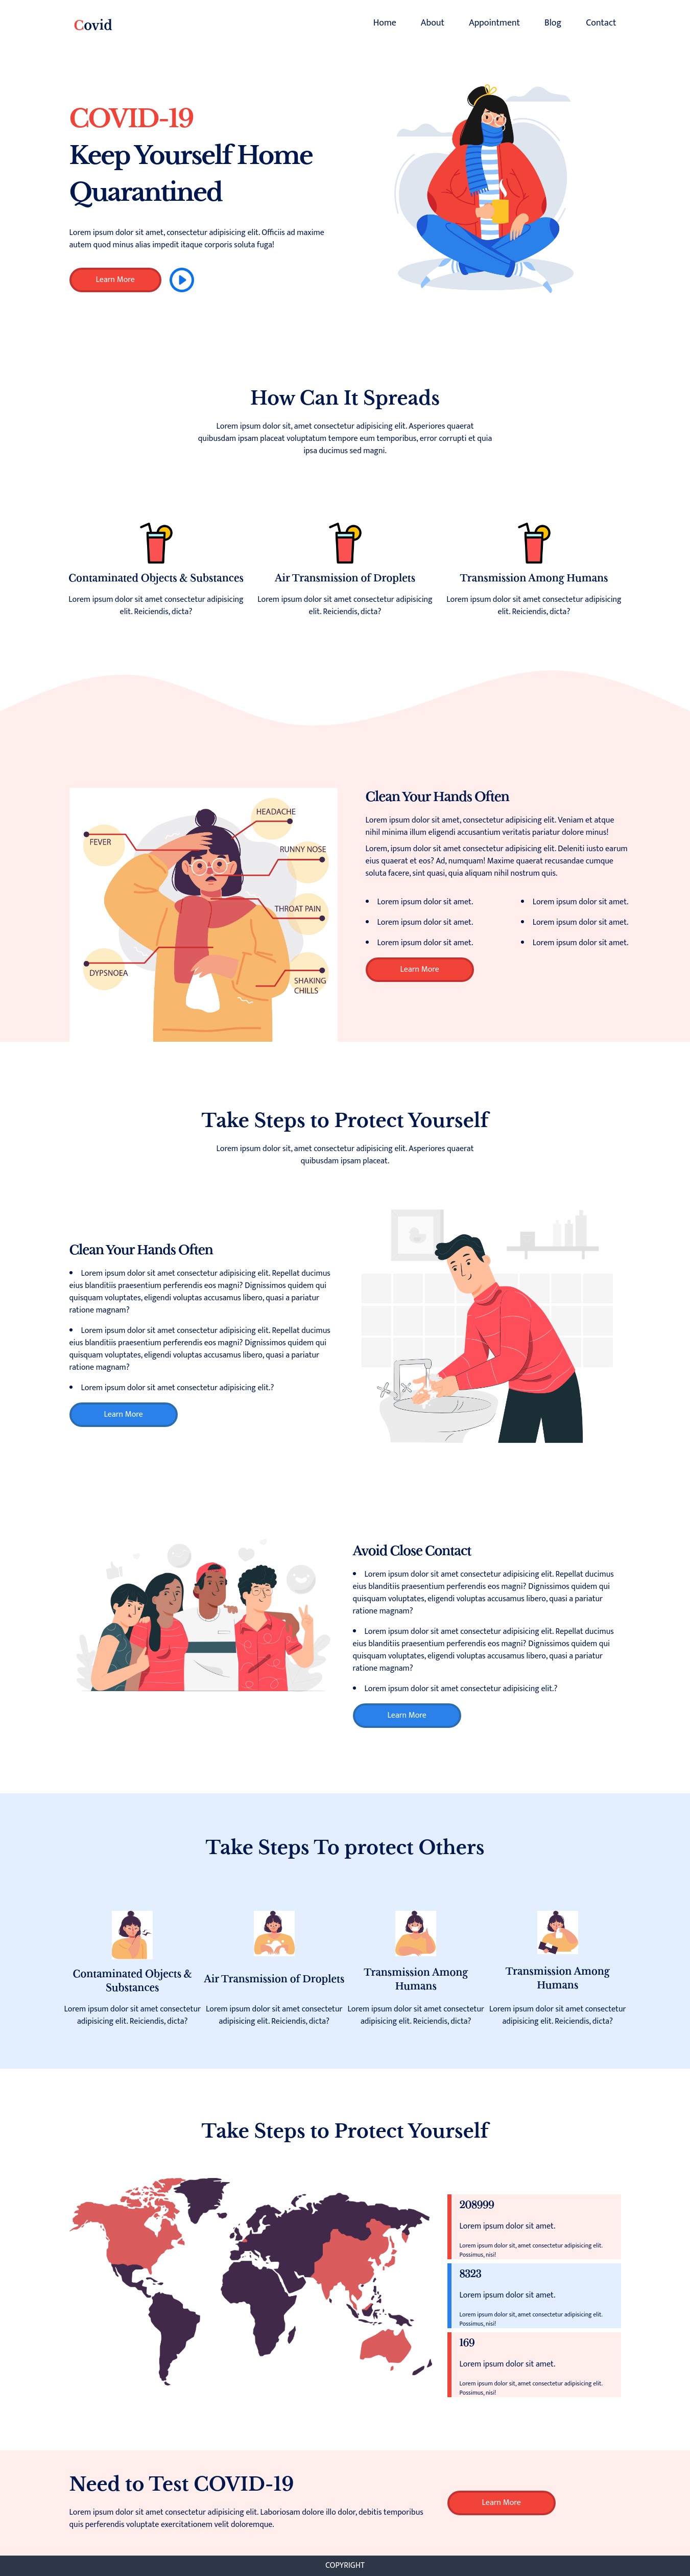 Covid
Home About Appointment Blog Contact
COVID-19
Keep Yourself Home
Quarantined
Lorem ipsum dolor sit amet, consectetur adipisicing elit. Officiis ad maxime
autem quod minus alias impedit itaque corporis soluta fuga!
Learn More
How Can It Spreads
Lorem ipsum dolor sit, amet consectetur adipisicing elit. Asperiores quaerat
quibusdam ipsam placeat voluptatum tempore eum temporibus, error corrupti et quia
ipsa ducimus sed magni.
Contaminated Objects & Substances
Lorem ipsum dolor sit amet consectetur adipisicing
elit. Reiciendis, dicta?
Air Transmission of Droplets
Lorem ipsum dolor sit amet consectetur adipisicing
elit. Reiciendis, dicta?
Transmission Among Humans
Lorem ipsum dolor sit amet consectetur adipisicing
elit. Reiciendis, dicta?
HEADACHE
FEVER
RUNNY NOSE
THROAT PAIN
DYPSNOEA
SHAKING
CHILLS
Clean Your Hands Often
Lorem ipsum dolor sit amet, consectetur adipisicing elit. Veniam et atque
nihil minima illum eligendi accusantium veritatis pariatur dolore minus!
Lorem, ipsum dolor sit amet consectetur adipisicing elit. Deleniti iusto earum
eius quaerat et eos? Ad, numquam! Maxime quaerat recusandae cumque
soluta facere, sint quasi, quia aliquam nihil nostrum quis.
• Lorem ipsum dolor sit amet.
• Lorem ipsum dolor sit amet.
• Lorem ipsum dolor sit amet.
• Lorem ipsum dolor sit amet.
• Lorem ipsum dolor sit amet.
• Lorem ipsum dolor sit amet.
Learn More
Take Steps to Protect Yourself
Lorem ipsum dolor sit, amet consectetur adipisicing elit. Asperiores quaerat
quibusdam ipsam placeat.
Clean Your Hands Often
• Lorem ipsum dolor sit amet consectetur adipisicing elit. Repellat ducimus
eius blanditiis praesentium perferendis eos magni? Dignissimos quidem qui
quisquam voluptates, eligendi voluptas accusamus libero, quasi a pariatur
ratione magnam?
• Lorem ipsum dolor sit amet consectetur adipisicing elit. Repellat ducimus
eius blanditiis praesentium perferendis eos magni? Dignissimos quidem qui
quisquam voluptates, eligendi voluptas accusamus libero, quasi a pariatur
ratione magnam?
• Lorem ipsum dolor sit amet consectetur adipisicing elit.?
Learn More
Avoid Close Contact
• Lorem ipsum dolor sit amet consectetur adipisicing elit. Repellat ducimus
eius blanditiis praesentium perferendis eos magni? Dignissimos quidem qui
quisquam voluptates, eligendi voluptas accusamus libero, quasi a pariatur
ratione magnam?
• Lorem ipsum dolor sit amet consectetur adipisicing elit. Repellat ducimus
eius blanditiis praesentium perferendis eos magni? Dignissimos quidem qui
quisquam voluptates, eligendi voluptas accusamus libero, quasi a pariatur
ratione magnam?
• Lorem ipsum dolor sit amet consectetur adipisicing elit.?
Learn More
Take Steps To protect Others
Contaminated Objects &
Substances
Lorem ipsum dolor sit amet consectetur
adipisicing elit. Reiciendis, dicta?
Air Transmission of Droplets
Lorem ipsum dolor sit amet consectetur
adipisicing elit. Reiciendis, dicta?
Transmission Among
Humans
Lorem ipsum dolor sit amet consectetur
adipisicing elit. Reiciendis, dicta?
Transmission Among
Humans
Lorem ipsum dolor sit amet consectetur
adipisicing elit. Reiciendis, dicta?
Take Steps to Protect Yourself
208999
Lorem ipsum dolor sit amet.
Lorem ipsum dolor sit, amet consectetur adipisicing elit.
Possimus, nisi!
8323
Lorem ipsum dolor sit amet.
Lorem ipsum dolor sit, amet consectetur adipisicing elit.
Possimus, nisi!
169
Lorem ipsum dolor sit amet.
Lorem ipsum dolor sit, amet consectetur adipisicing elit.
Possimus, nisi!
Need to Test COVID-19
Lorem ipsum dolor sit amet consectetur adipisicing elit. Laboriosam dolore illo dolor, debitis temporibus
quis perferendis voluptate exercitationem velit doloremque.
Learn More
COPYRIGHT